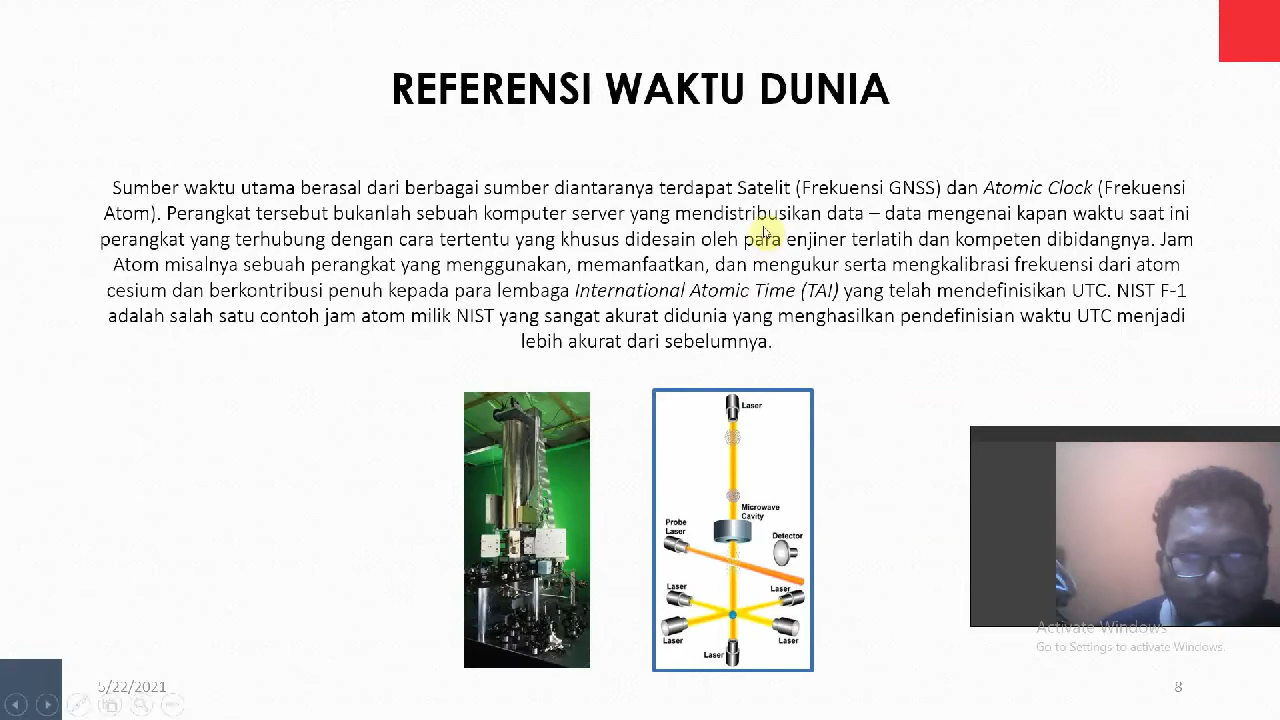 REFERENSI WAKTU DUNIA
Sumber waktu utama berasal dari berbagai sumber diantaranya terdapat Satelit (Frekuensi GNSS) dan Atomic Clock (Frekuensi
Atom). Perangkat tersebut bukanlah sebuah komputer server yang mendistribusikan data – data mengenai kapan waktu saat ini
perangkat yang terhubung dengan cara tertentu yang khusus didesain oleh para enjiner terlatih dan kompeten dibidangnya. Jam
Atom misalnya sebuah perangkat yang menggunakan, memanfaatkan, dan mengukur serta mengkalibrasi frekuensi dari atom
cesium dan berkontribusi penuh kepada para lembaga International Atomic Time (TAI) yang telah mendefinisikan UTC. NIST F-1
adalah salah satu contoh jam atom milik NIST yang sangat akurat didunia yang menghasilkan pendefinisian waktu UTC menjadi
lebih akurat dari sebelumnya.
Laser
Microwave
Cavity
Probe
Laser
Detector
Laser
Laser
Laser
Laser
Laser
Activate Windows
Go to Settings to activate Windows.
5/22/2021
8